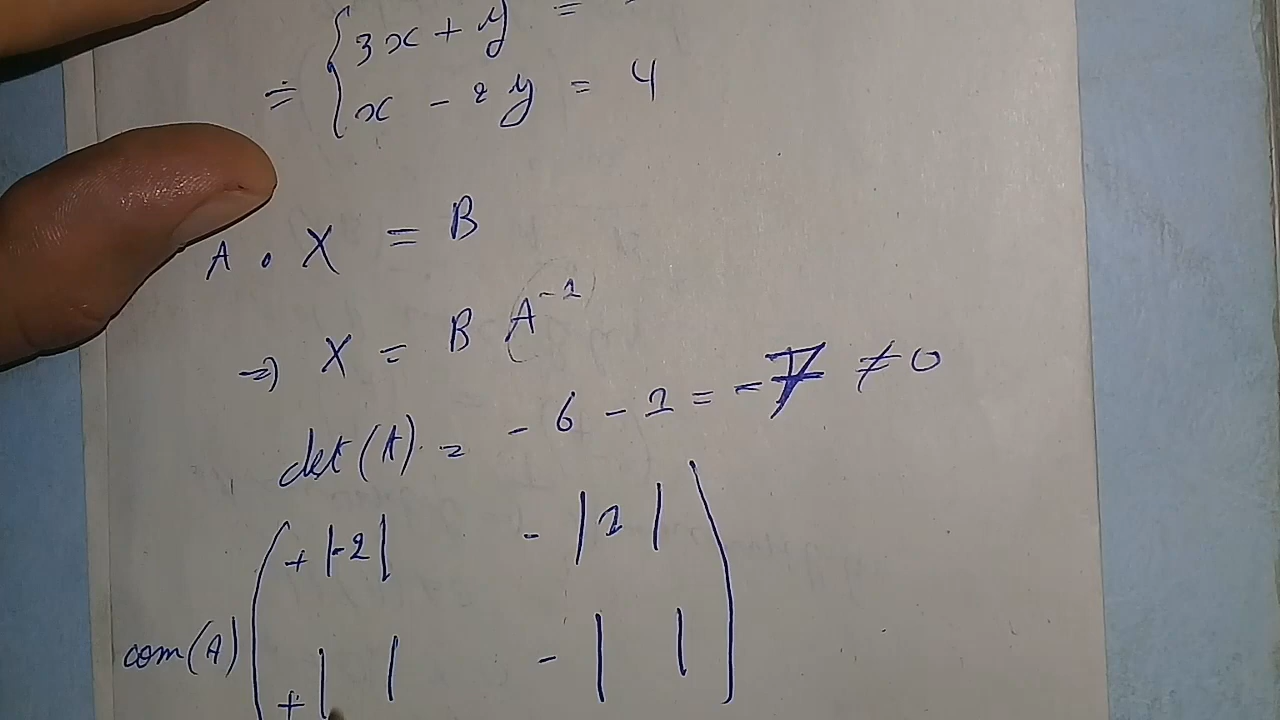 3x + y =
= x - 2y = 4
A . X = B
=> X = B A^-1
det(A) = - 6 - 1 = - 7 ≠ 0
+ |-2| - |1|
com(A)
+ | | - | |